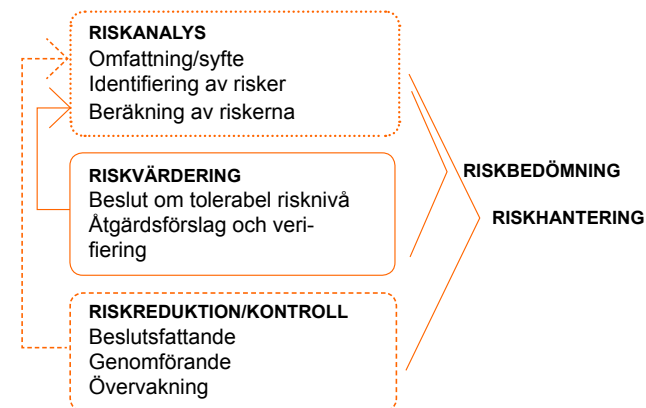 RISKANALYS
Omfattning/syfte
Identifiering av risker
Beräkning av riskerna
RISKVÄRDERING
Beslut om tolerabel risknivå
Åtgärdsförslag och veri-
fiering
RISKBEDÖMNING
RISKHANTERING
RISKREDUKTION/KONTROLL
Beslutsfattande
Genomförande
Övervakning